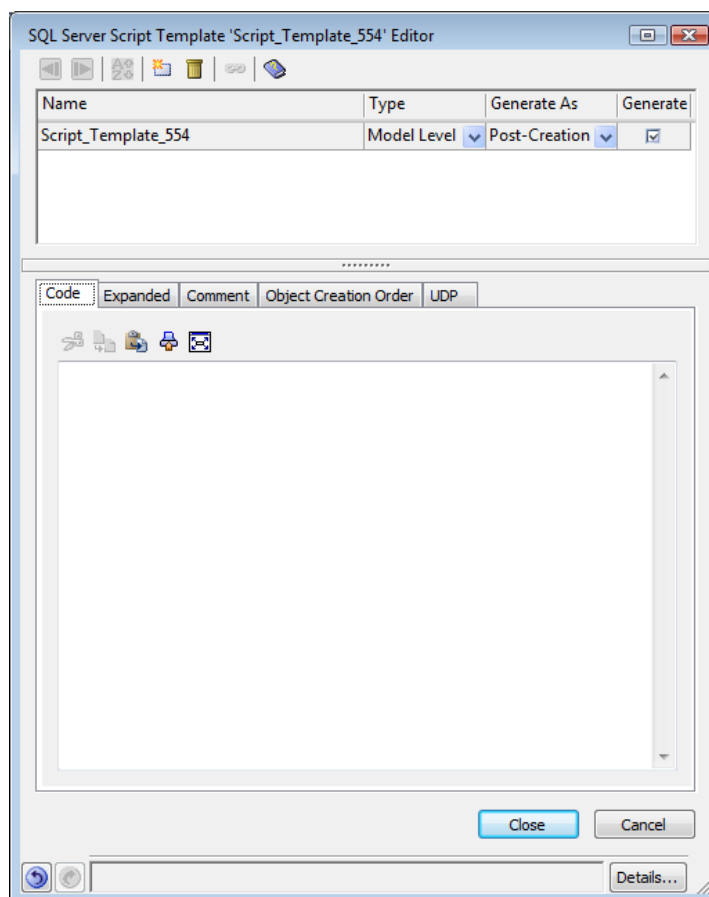 SQL Server Script Template 'Script_Template_554' Editor
Name Type Generate As Generate
Script_Template_554 Model Level Post-Creation
Code Expanded Comment Object Creation Order UDP
Close Cancel
Details...